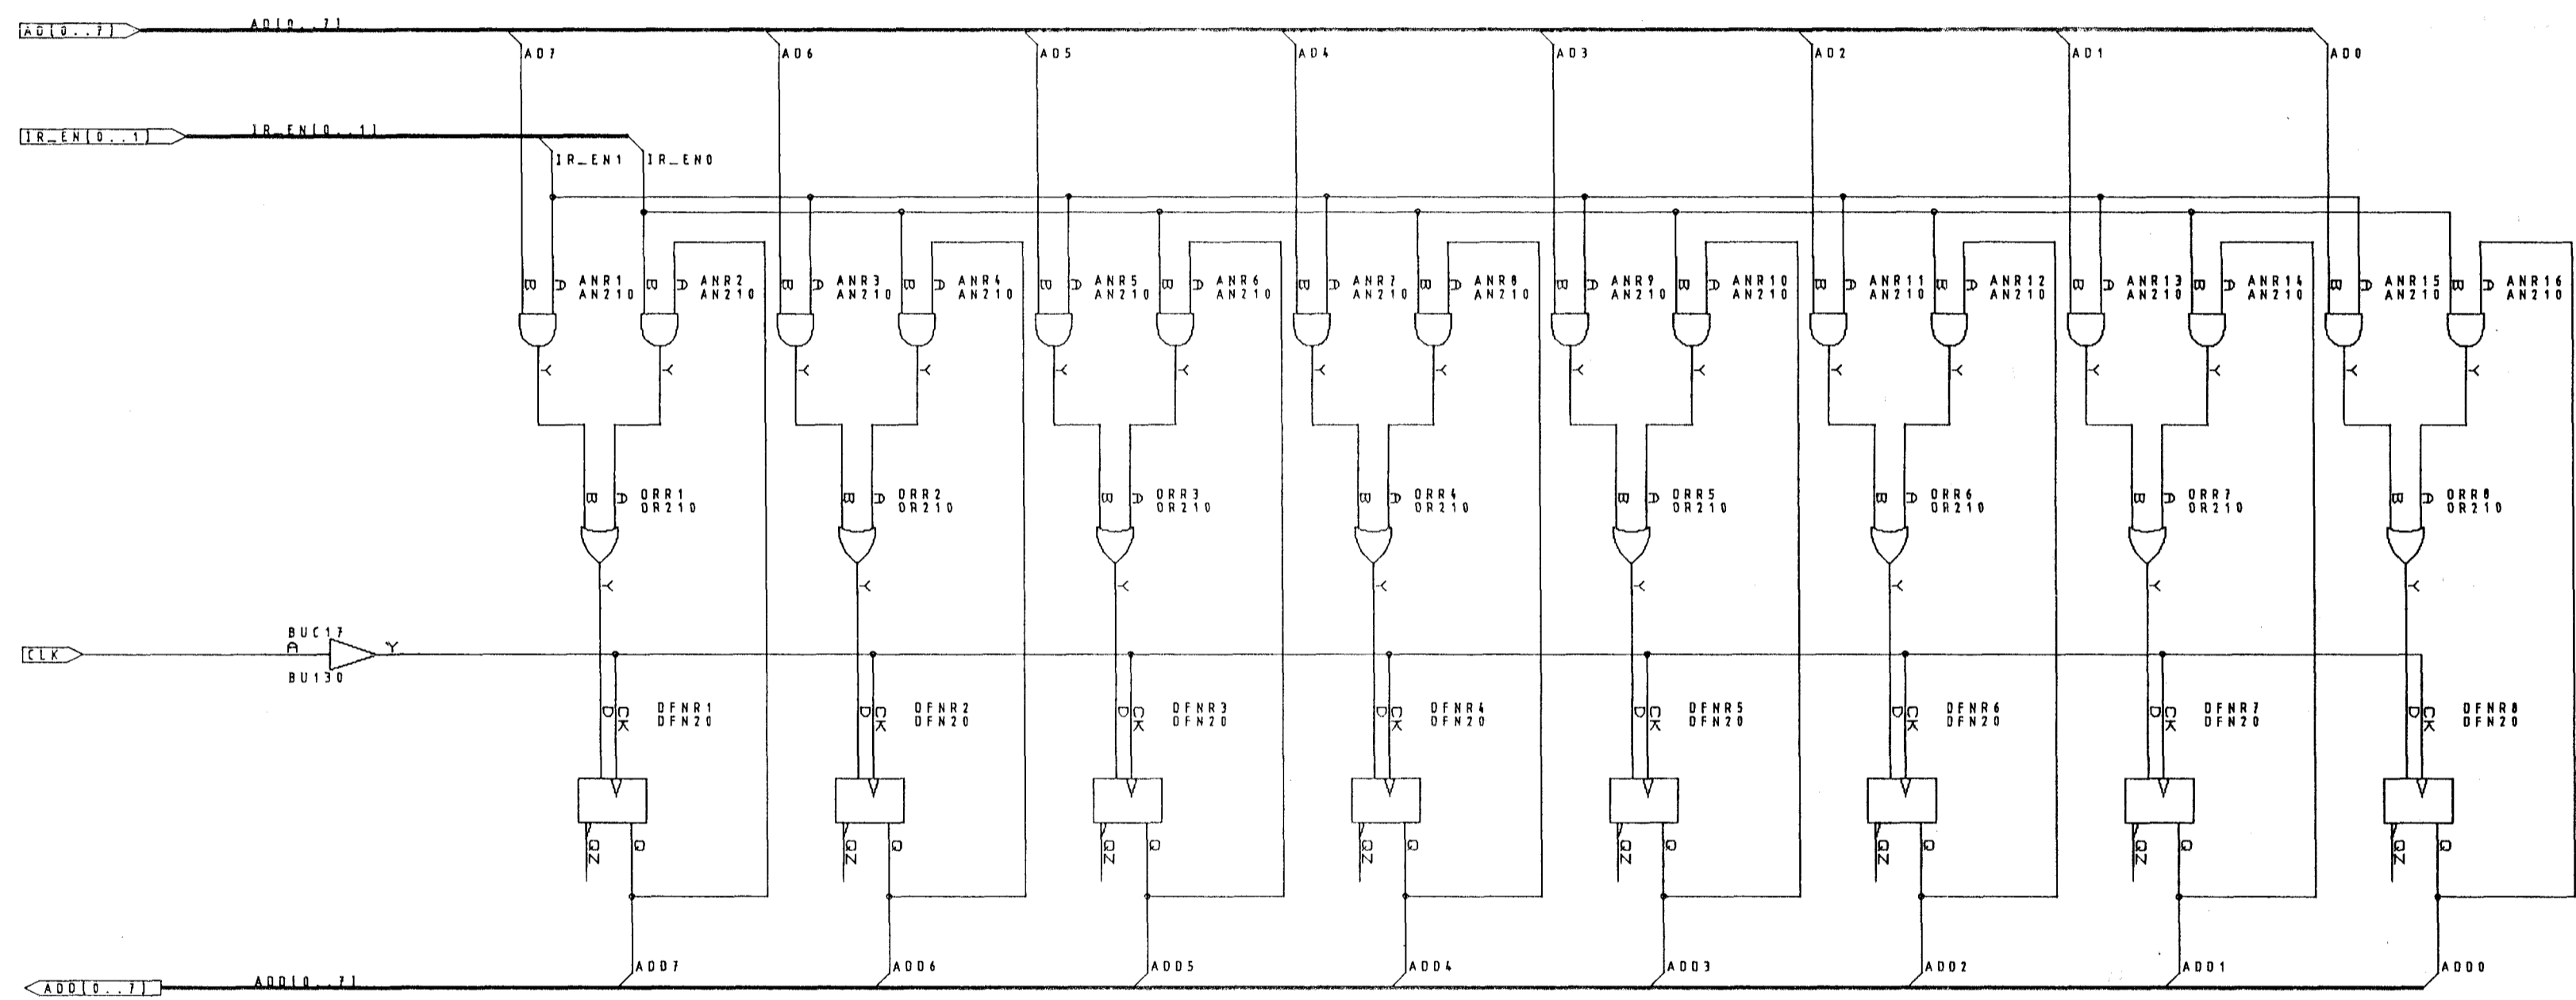 AD[0..7] AD[0..7]
AD7 AD6 AD5 AD4 AD3 AD2 AD1 AD0
IR_EN[0..1] IR_EN[0..1]
IR_EN1 IR_EN0
B A ANR1 B A ANR2 B A ANR3 B A ANR4 B A ANR5 B A ANR6 B A ANR7 B A ANR8 B A ANR9 B A ANR10 B A ANR11 B A ANR12 B A ANR13 B A ANR14 B A ANR15 B A ANR16
AN210 AN210 AN210 AN210 AN210 AN210 AN210 AN210 AN210 AN210 AN210 AN210 AN210 AN210 AN210 AN210
Y Y Y Y Y Y Y Y Y Y Y Y Y Y Y Y
B A ORR1 B A ORR2 B A ORR3 B A ORR4 B A ORR5 B A ORR6 B A ORR7 B A ORR8
OR210 OR210 OR210 OR210 OR210 OR210 OR210 OR210
Y Y Y Y Y Y Y Y
BUC17
CLK A Y
BU130
D CK DFNR1 D CK DFNR2 D CK DFNR3 D CK DFNR4 D CK DFNR5 D CK DFNR6 D CK DFNR7 D CK DFNR8
DFN20 DFN20 DFN20 DFN20 DFN20 DFN20 DFN20 DFN20
QZ Q QZ Q QZ Q QZ Q QZ Q QZ Q QZ Q QZ Q
ADD7 ADD6 ADD5 ADD4 ADD3 ADD2 ADD1 ADD0
ADD[0..7] ADD[0..7]